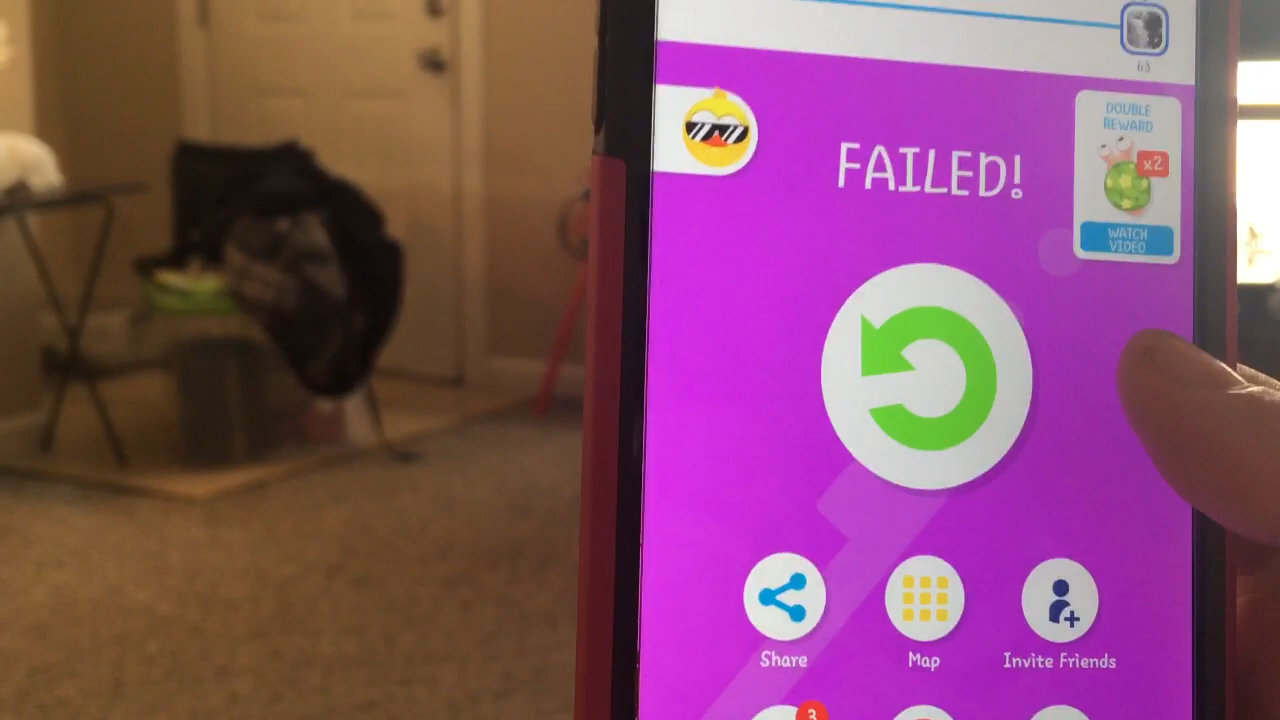 63
DOUBLE
REWARD
x2
WATCH
VIDEO
FAILED!
Share
Map
Invite Friends
3